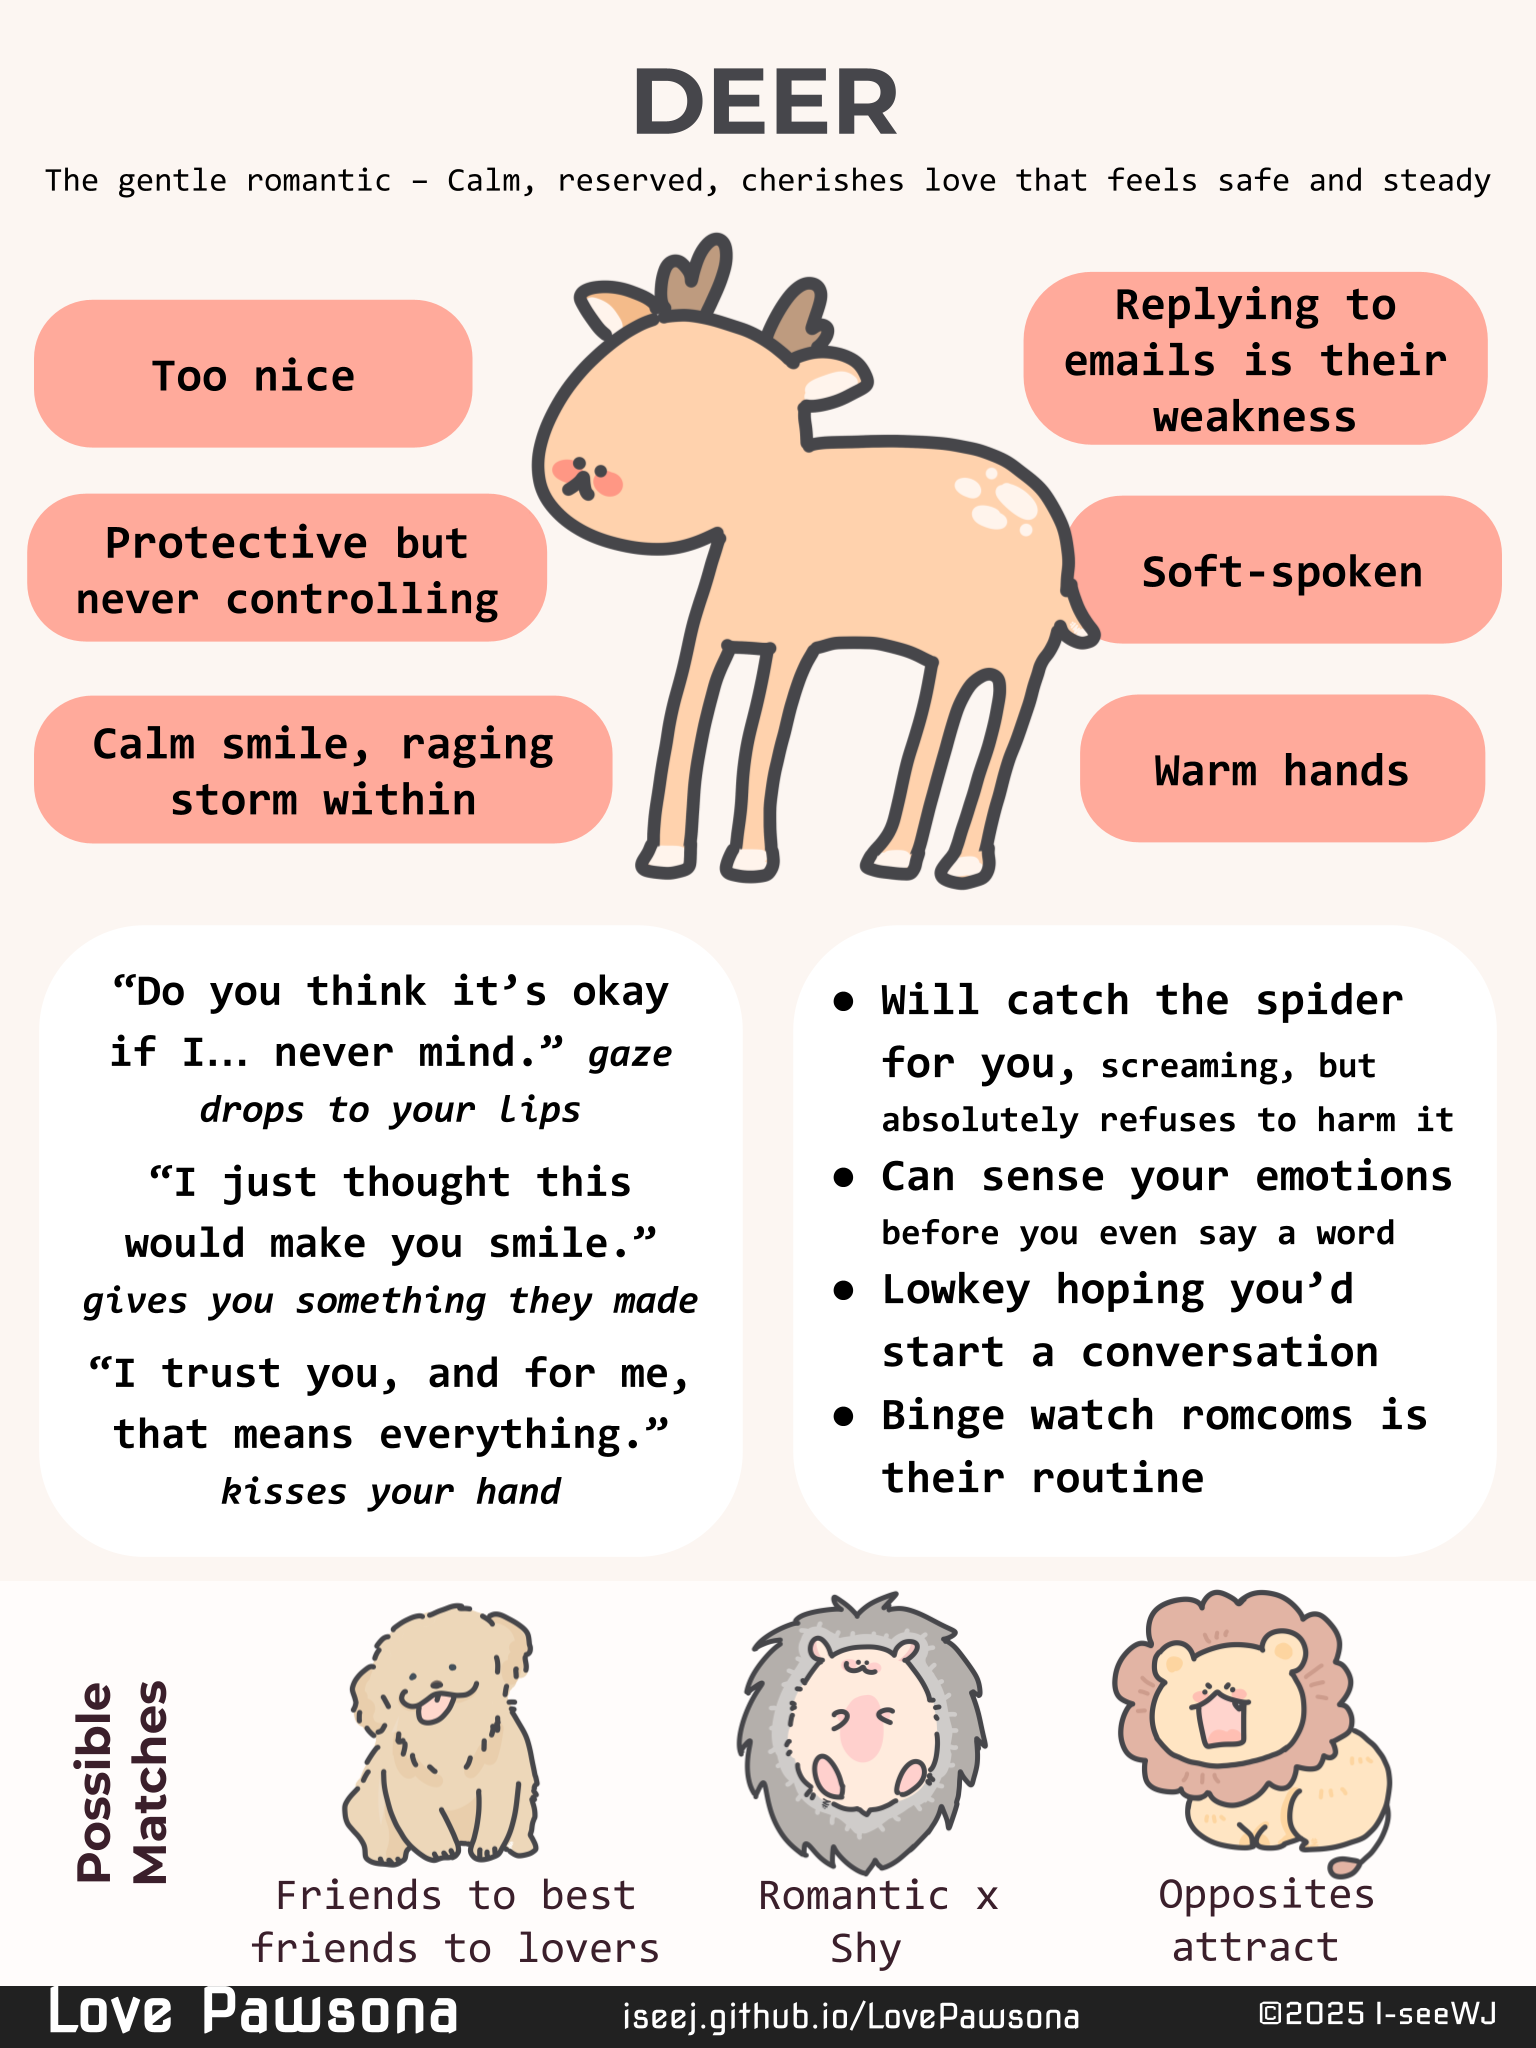 DEER
The gentle romantic – Calm, reserved, cherishes love that feels safe and steady
Too nice
Protective but
never controlling
Calm smile, raging
storm within
Replying to
emails is their
weakness
Soft-spoken
Warm hands
“Do you think it’s okay
if I… never mind.” gaze
drops to your lips
“I just thought this
would make you smile.”
gives you something they made
“I trust you, and for me,
that means everything.”
kisses your hand
● Will catch the spider
for you, screaming, but
absolutely refuses to harm it
● Can sense your emotions
before you even say a word
● Lowkey hoping you’d
start a conversation
● Binge watch romcoms is
their routine
Possible
Matches
Friends to best
friends to lovers
Romantic x
Shy
Opposites
attract
Love Pawsona
iseej.github.io/LovePawsona
©2025 I-seeWJ